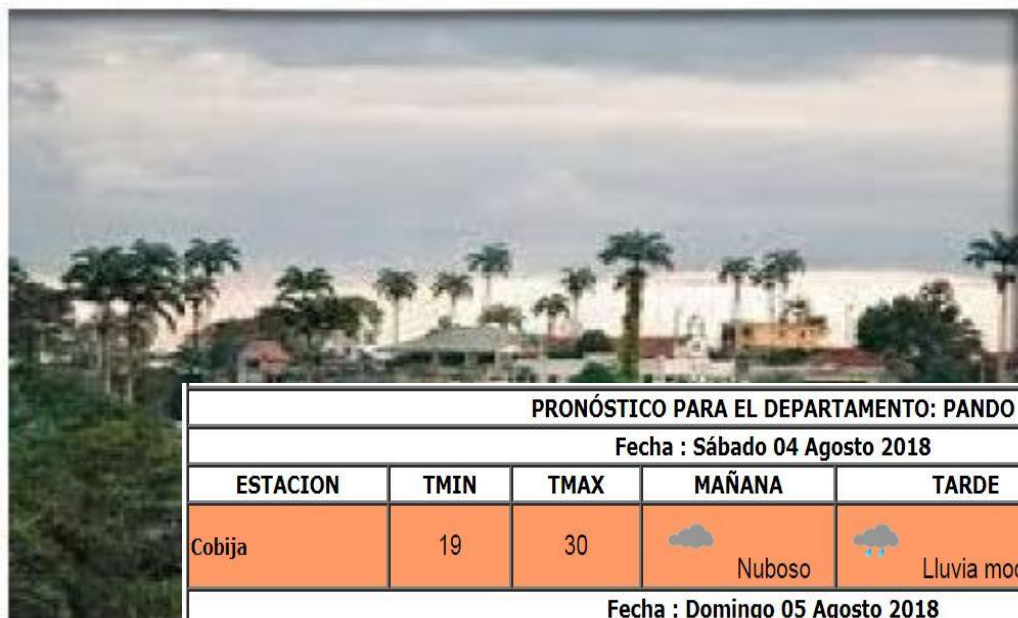 PRONÓSTICO PARA EL DEPARTAMENTO: PANDO
Fecha : Sábado 04 Agosto 2018
ESTACION TMIN TMAX MAÑANA TARDE
Cobija 19 30 Nuboso Lluvia
Fecha : Domingo 05 Agosto 2018